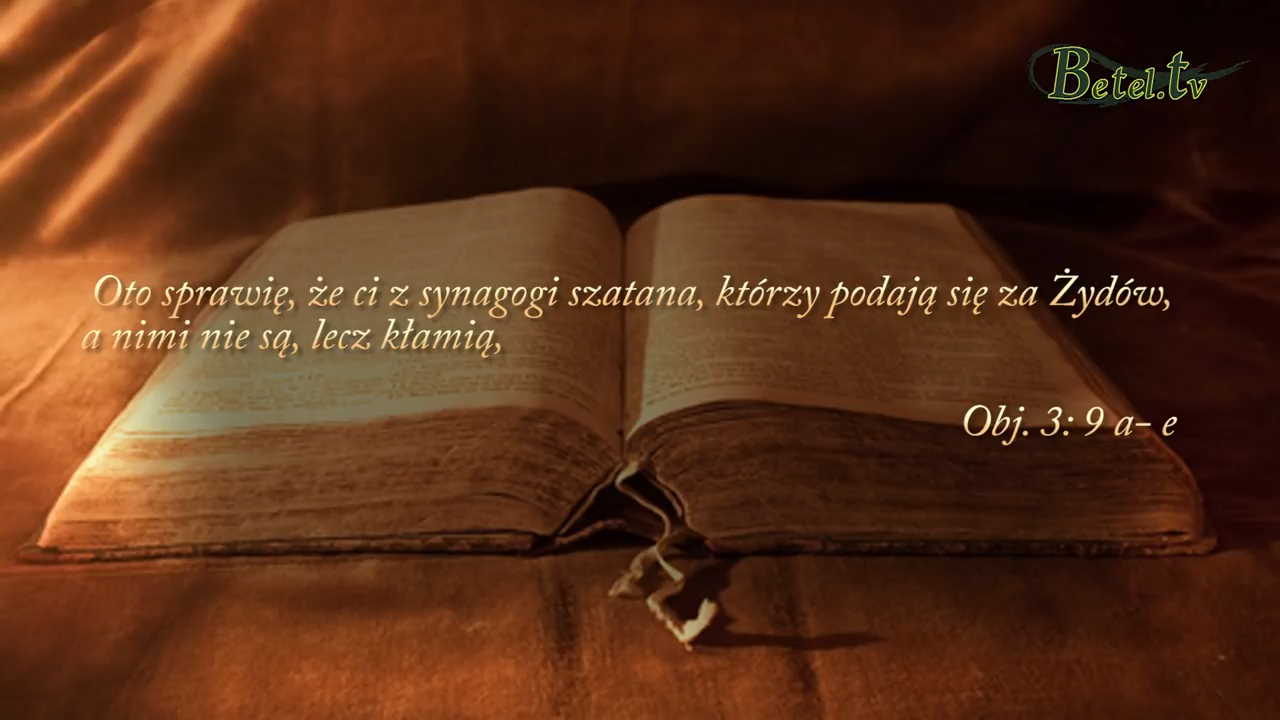 Betel.tv
Oto sprawię, że ci z synagogi szatana, którzy podają się za Żydów,
a nimi nie są, lecz kłamią,
Obj. 3: 9 a- e